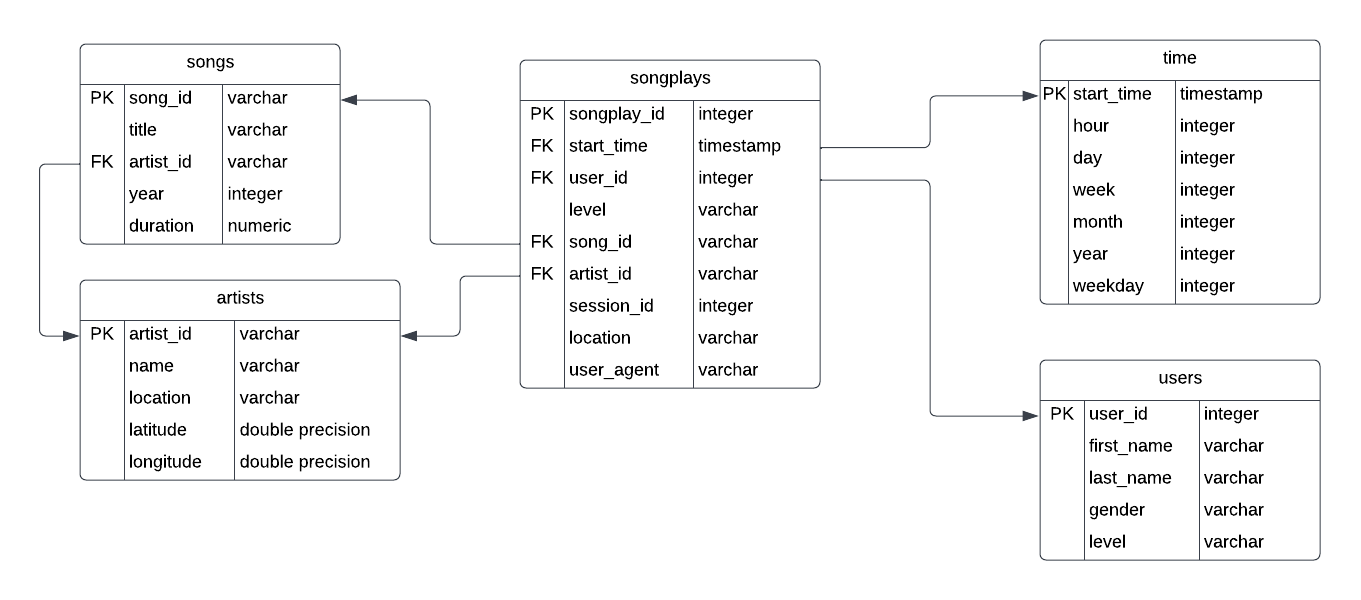 songs
PK song_id varchar
title varchar
FK artist_id varchar
year integer
duration numeric
artists
PK artist_id varchar
name varchar
location varchar
latitude double precision
longitude double precision
songplays
PK songplay_id integer
FK start_time timestamp
FK user_id integer
level varchar
FK song_id varchar
FK artist_id varchar
session_id integer
location varchar
user_agent varchar
time
PK start_time timestamp
hour integer
day integer
week integer
month integer
year integer
weekday integer
users
PK user_id integer
first_name varchar
last_name varchar
gender varchar
level varchar